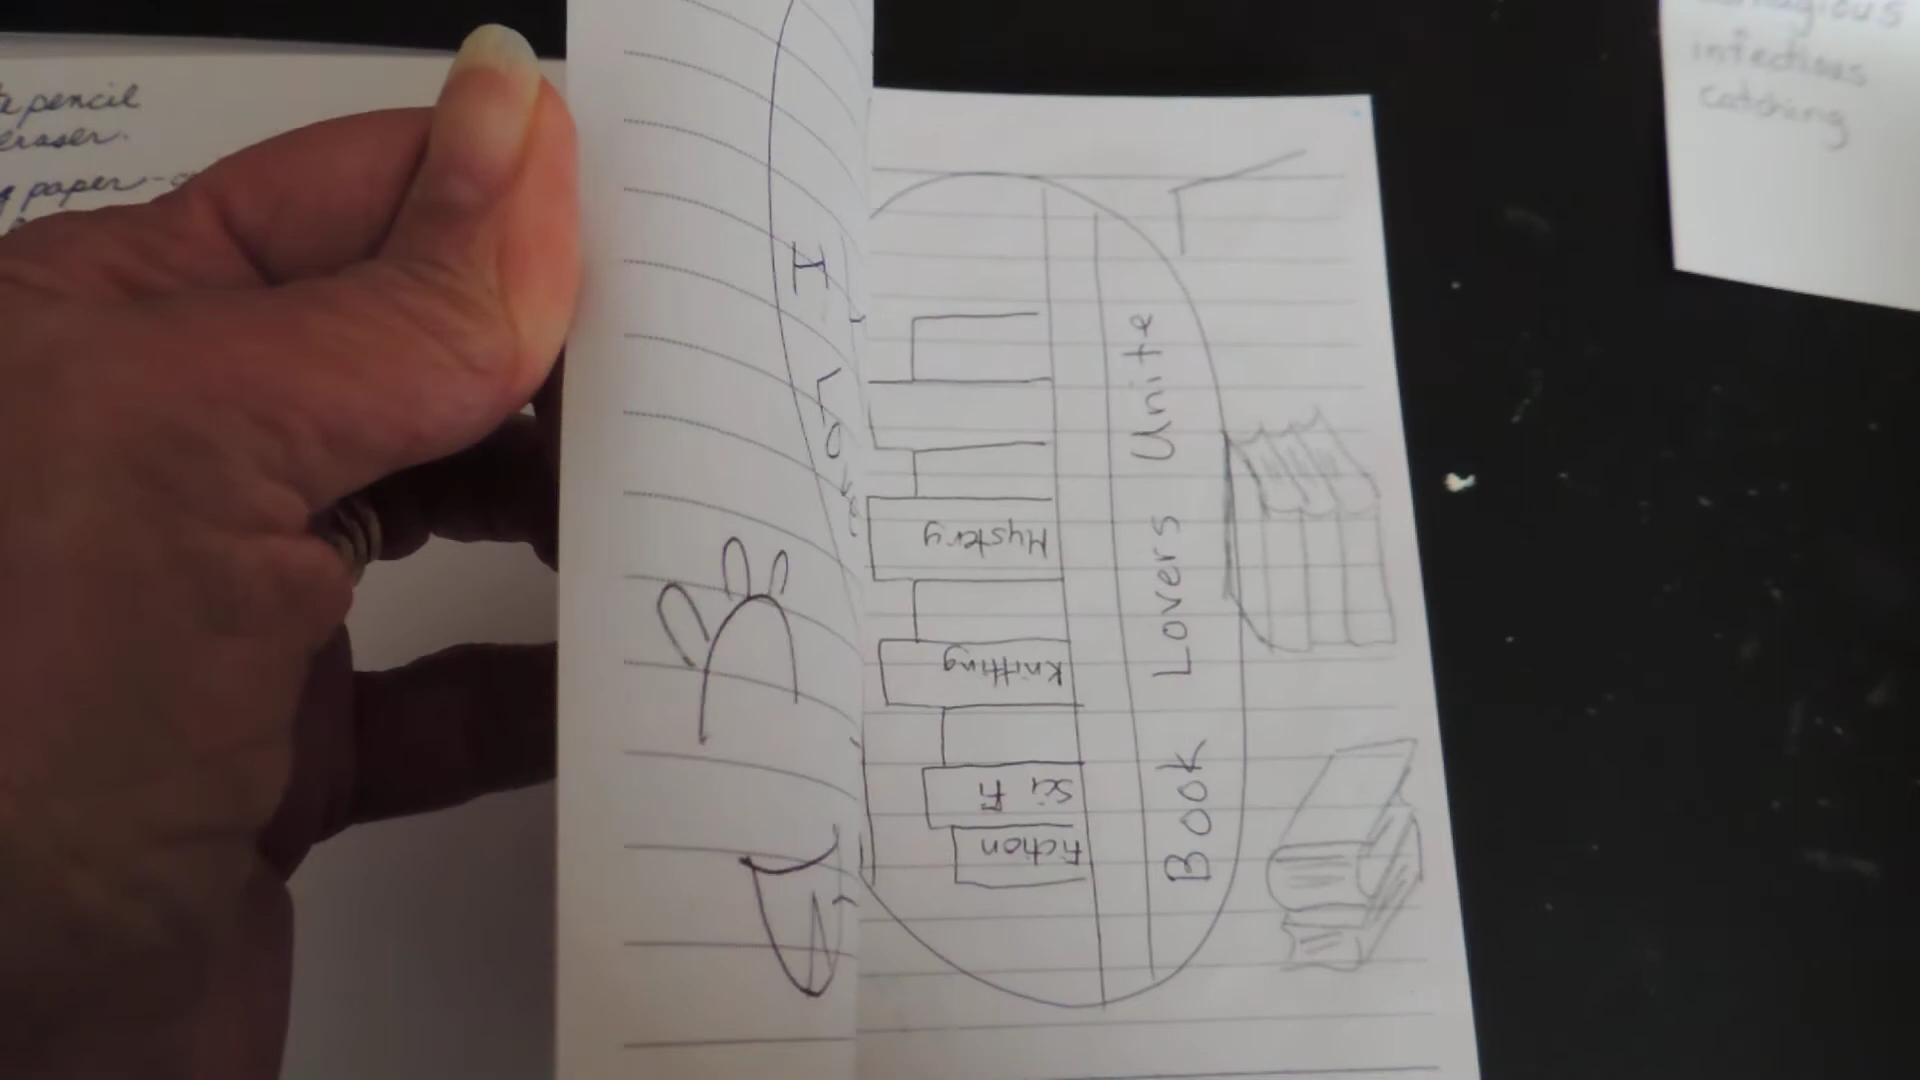 pencil
eraser.
paper-
I Love
Mystery
Knitting
Sci Fi
Fiction
Book Lovers Unite
infectious
catching